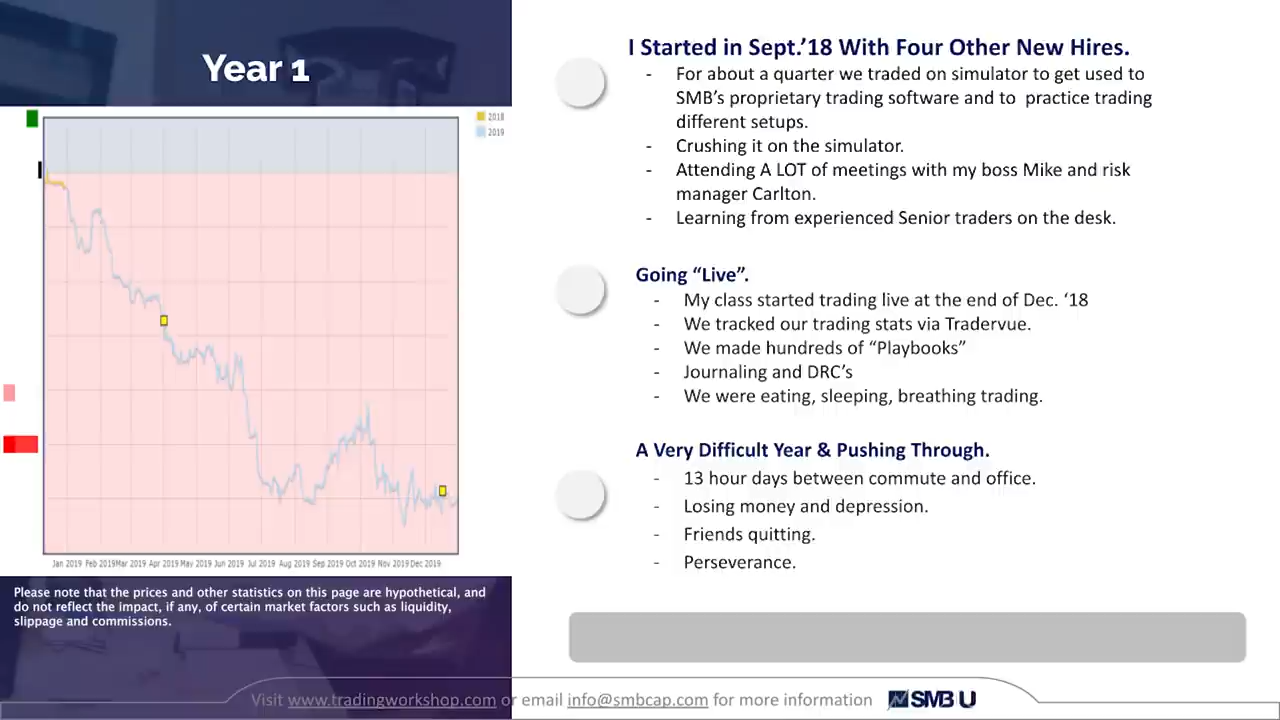 Year 1
2018
2019
Jan 2019 Feb 2019 Mar 2019 Apr 2019 May 2019 Jun 2019 Jul 2019 Aug 2019 Sep 2019 Oct 2019 Nov 2019 Dec 2019
Please note that the prices and other statistics on this page are hypothetical, and
do not reflect the impact, if any, of certain market factors such as liquidity,
slippage and commissions.
I Started in Sept.’18 With Four Other New Hires.
- For about a quarter we traded on simulator to get used to
SMB’s proprietary trading software and to practice trading
different setups.
- Crushing it on the simulator.
- Attending A LOT of meetings with my boss Mike and risk
manager Carlton.
- Learning from experienced Senior traders on the desk.
Going “Live”.
- My class started trading live at the end of Dec. ‘18
- We tracked our trading stats via Tradervue.
- We made hundreds of “Playbooks”
- Journaling and DRC’s
- We were eating, sleeping, breathing trading.
A Very Difficult Year & Pushing Through.
- 13 hour days between commute and office.
- Losing money and depression.
- Friends quitting.
- Perseverance.
Visit www.tradingworkshop.com or email info@smbcap.com for more information
SMB U